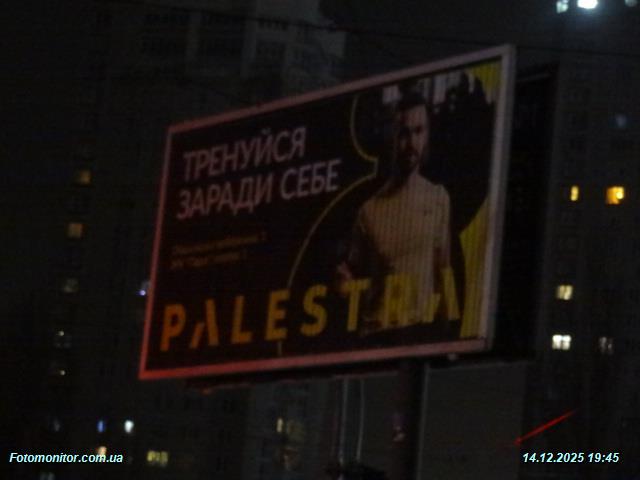 ТРЕНУЙСЯ
ЗАРАДИ СЕБЕ
PALESTRA
Fotomonitor.com.ua
14.12.2025 19:45